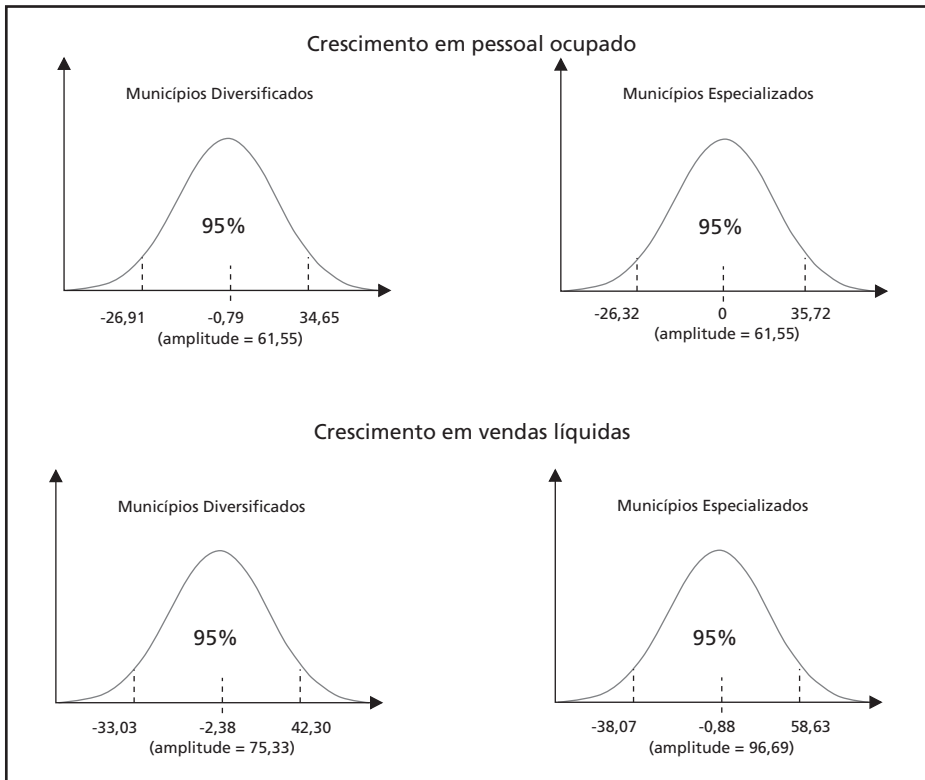 Crescimento em pessoal ocupado
Municípios Diversificados
95%
-26,91 -0,79 34,65
(amplitude = 61,55)
Municípios Especializados
95%
-26,32 0 35,72
(amplitude = 61,55)
Crescimento em vendas líquidas
Municípios Diversificados
95%
-33,03 -2,38 42,30
(amplitude = 75,33)
Municípios Especializados
95%
-38,07 -0,88 58,63
(amplitude = 96,69)